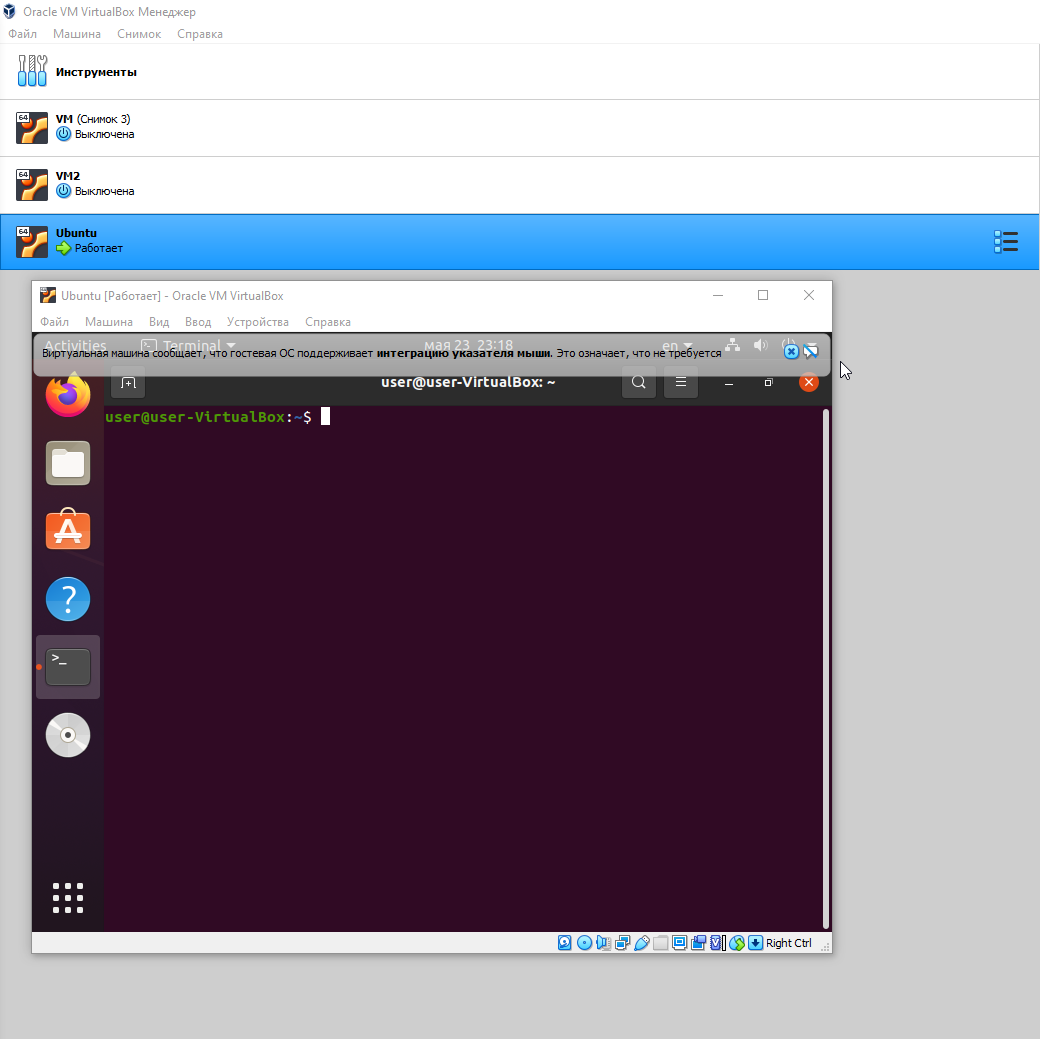 Oracle VM VirtualBox Менеджер
Файл Машина Снимок Справка
Инструменты
64
VM (Снимок 3)
Выключена
64
VM2
Выключена
64
Ubuntu
Работает
Ubuntu [Работает] - Oracle VM VirtualBox
Файл Машина Вид Ввод Устройства Справка
Activities Terminal мая 23 23:18 en
Виртуальная машина сообщает, что гостевая ОС поддерживает интеграцию указателя мыши. Это означает, что не требуется
user@user-VirtualBox: ~
user@user-VirtualBox:~$
Right Ctrl